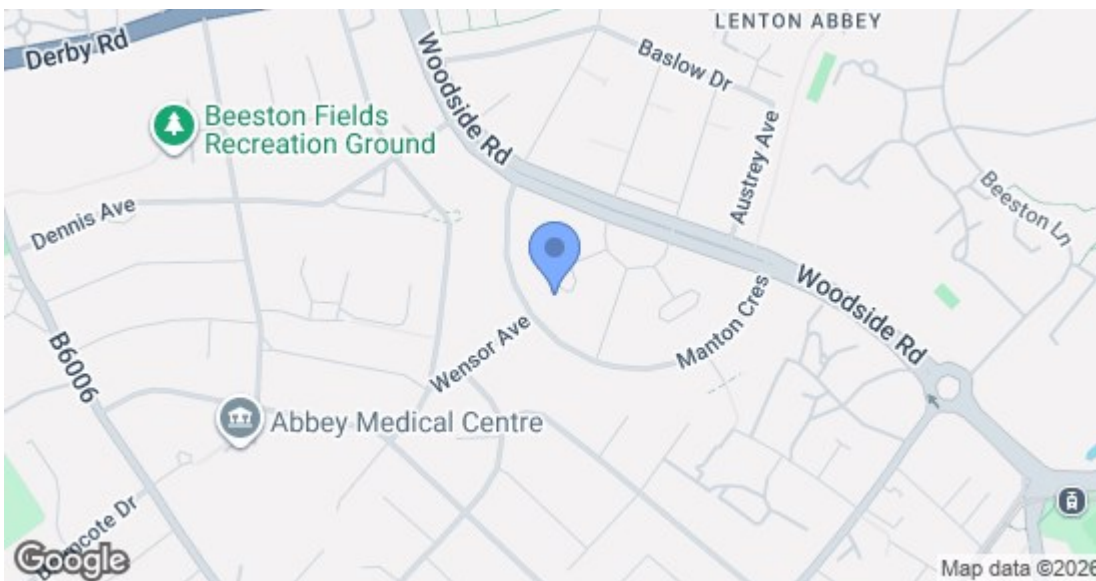 LENTON ABBEY
Derby Rd
Woodside Rd
Baslow Dr
Beeston Fields
Recreation Ground
Austrey Ave
Beeston Ln
Dennis Ave
Woodside Rd
B6006
Wensor Ave
Manton Cres
Abbey Medical Centre
Google
Map data ©2026